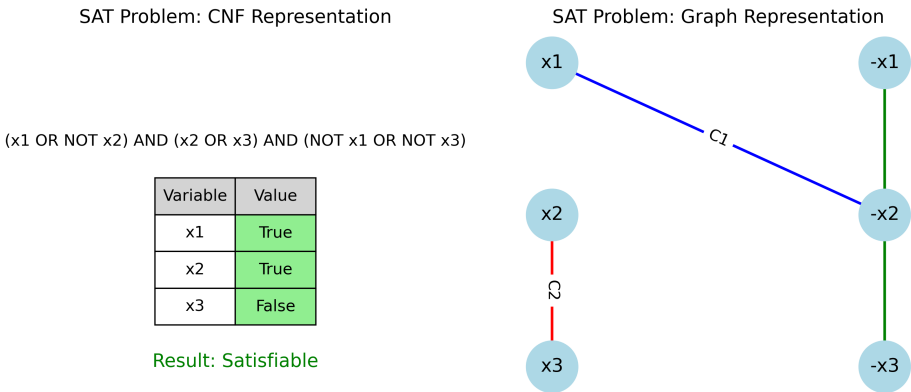 SAT Problem: CNF Representation
(x1 OR NOT x2) AND (x2 OR x3) AND (NOT x1 OR NOT x3)
Variable Value
x1 True
x2 True
x3 False
Result: Satisfiable
SAT Problem: Graph Representation
x1 -x1
C1
x2 -x2
C2
x3 -x3